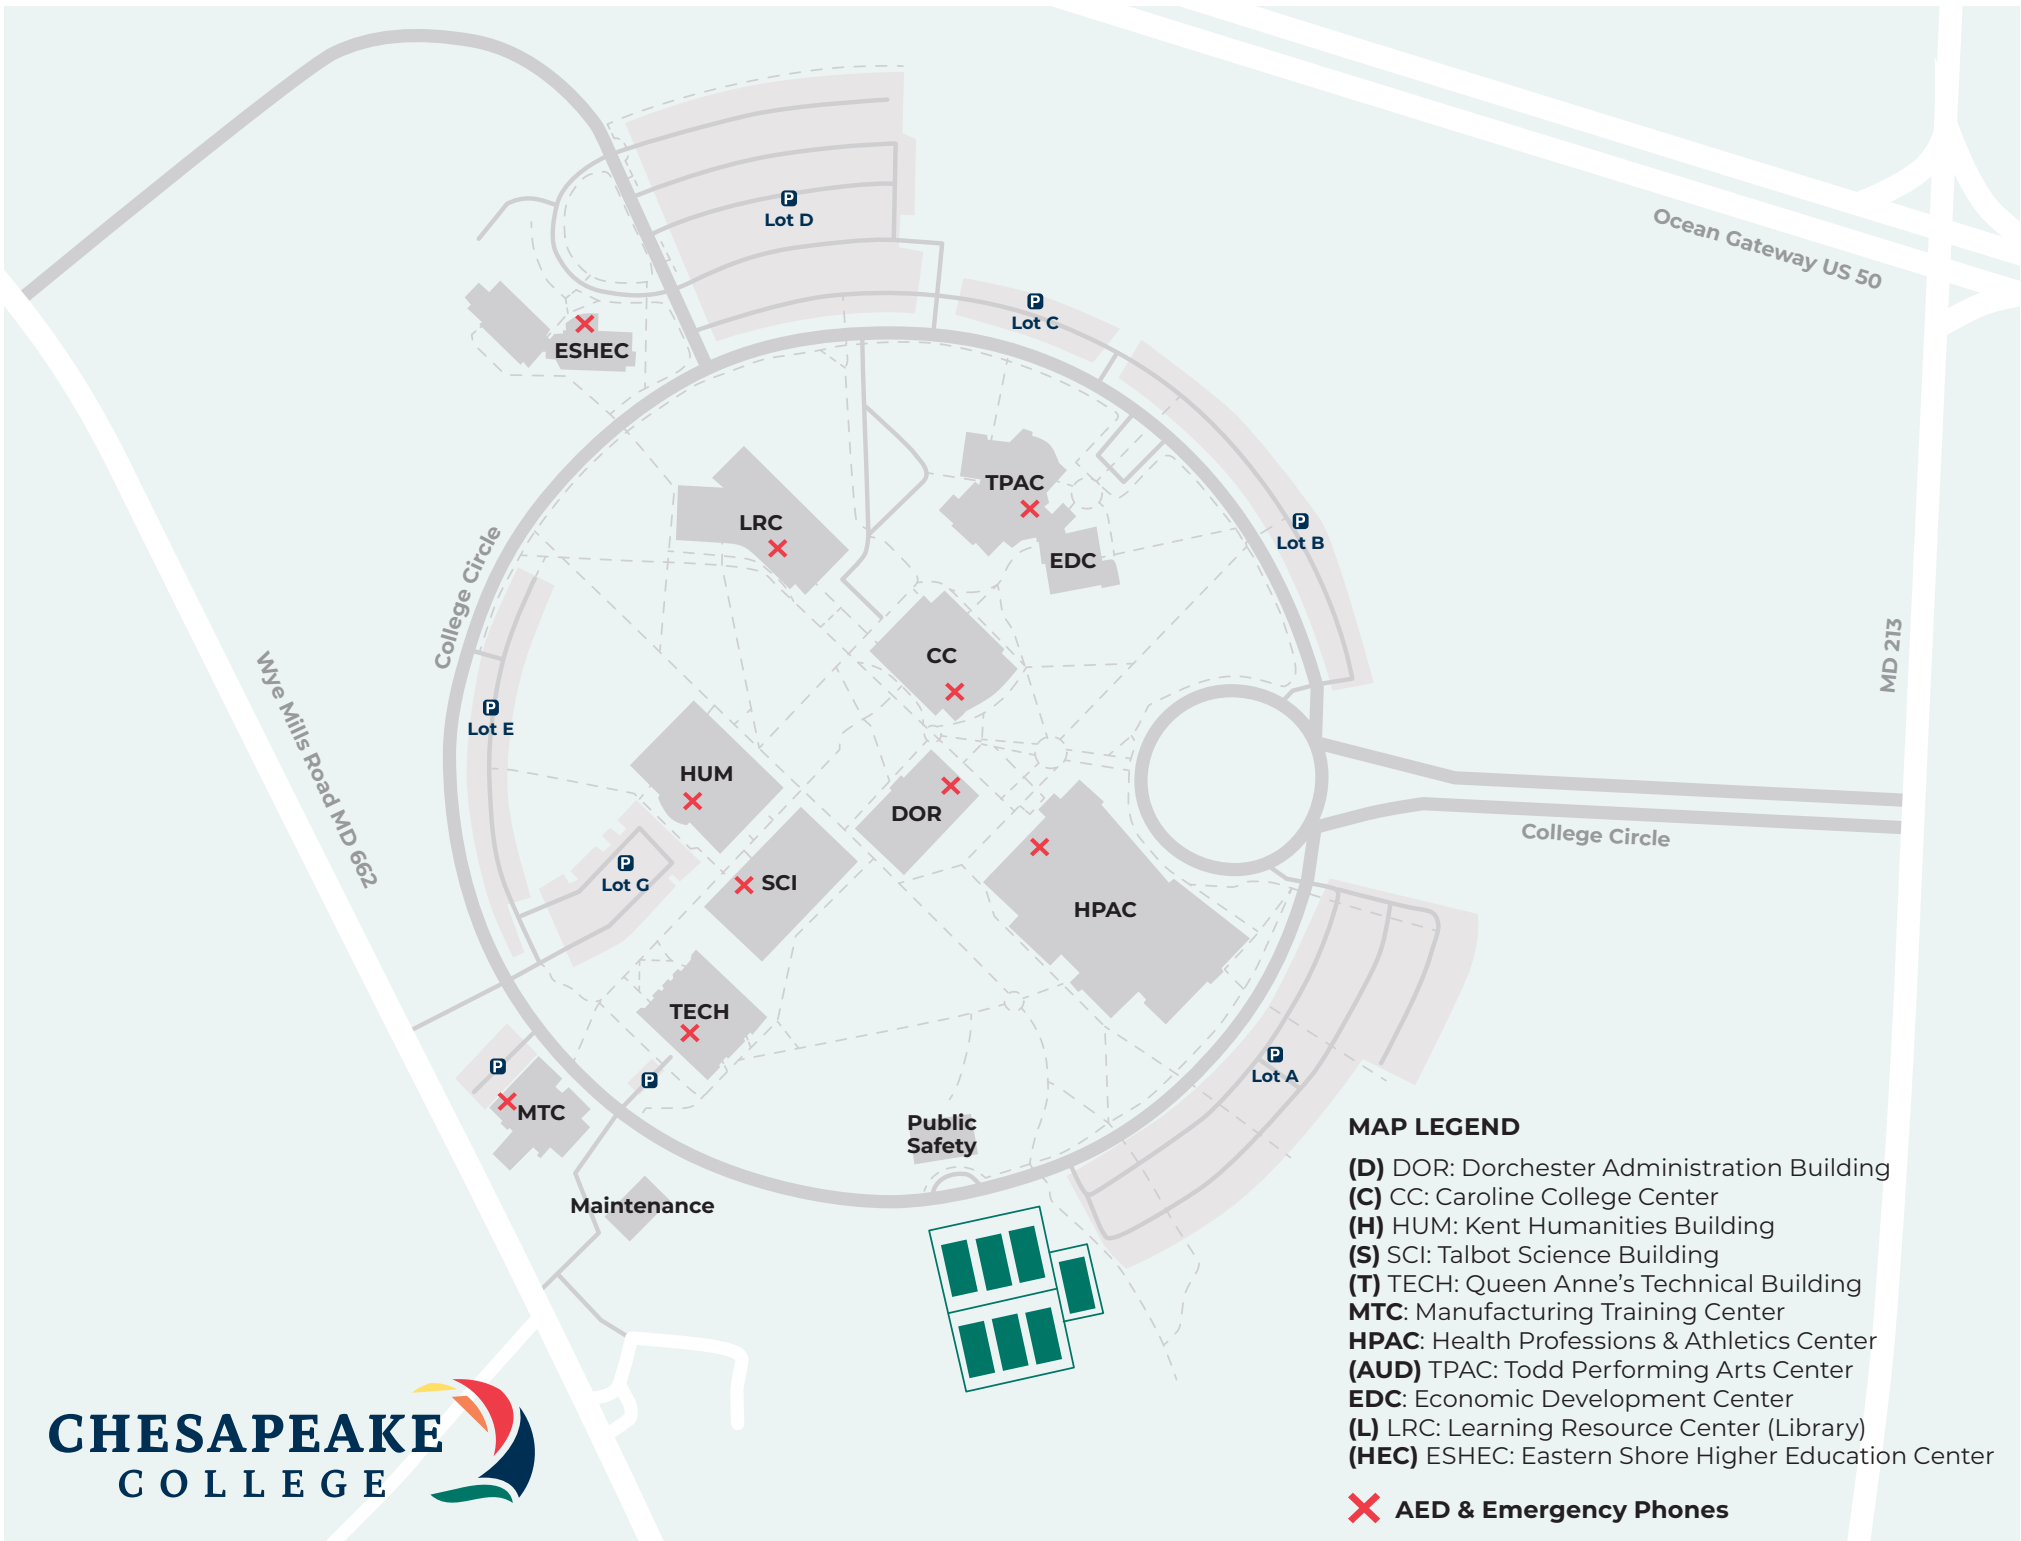 Ocean Gateway US 50
P
Lot D
P
Lot C
ESHEC
TPAC
LRC
EDC
P
Lot B
College Circle
CC
MD 213
Wye Mills Road MD 662
P
Lot E
HUM
DOR
College Circle
P
Lot G
SCI
HPAC
TECH
P
P
MTC
P
Lot A
Public
Safety
Maintenance
MAP LEGEND
(D) DOR: Dorchester Administration Building
(C) CC: Caroline College Center
(H) HUM: Kent Humanities Building
(S) SCI: Talbot Science Building
(T) TECH: Queen Anne’s Technical Building
MTC: Manufacturing Training Center
HPAC: Health Professions & Athletics Center
(AUD) TPAC: Todd Performing Arts Center
EDC: Economic Development Center
(L) LRC: Learning Resource Center (Library)
(HEC) ESHEC: Eastern Shore Higher Education Center
AED & Emergency Phones
CHESAPEAKE
COLLEGE